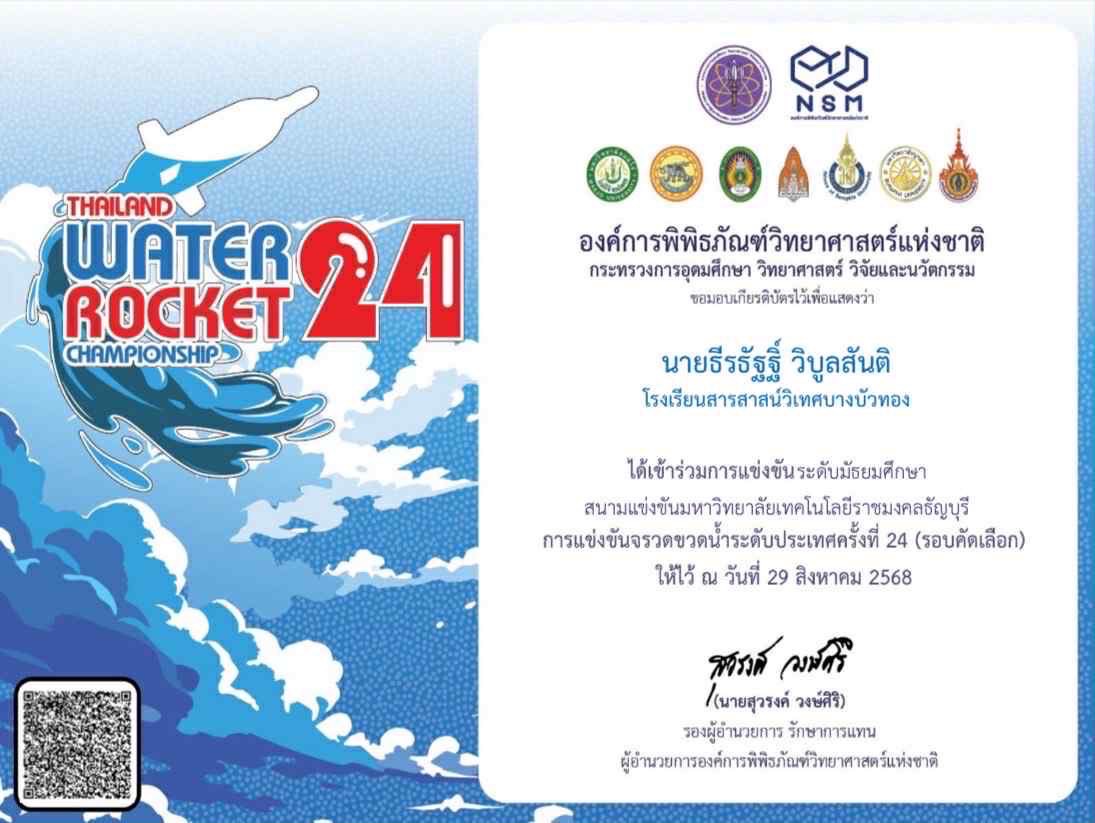 THAILAND
WATER
ROCKET
24
CHAMPIONSHIP
NSM
องค์การพิพิธภัณฑ์วิทยาศาสตร์แห่งชาติ
กระทรวงการอุดมศึกษา วิทยาศาสตร์ วิจัยและนวัตกรรม
ขอมอบเกียรติบัตรไว้เพื่อแสดงว่า
นายธีรธัฐฐิ์ วิบูลสันติ
โรงเรียนสารสาสน์วิเทศบางบัวทอง
ได้เข้าร่วมการแข่งขันระดับมัธยมศึกษา
สนามแข่งขันมหาวิทยาลัยเทคโนโลยีราชมงคลธัญบุรี
การแข่งขันจรวดขวดน้ำระดับประเทศครั้งที่ 24 (รอบคัดเลือก)
ให้ไว้ ณ วันที่ 29 สิงหาคม 2568
สุวรงค์ วงษ์ศิริ
(นายสุวรงค์ วงษ์ศิริ)
รองผู้อำนวยการ รักษาการแทน
ผู้อำนวยการองค์การพิพิธภัณฑ์วิทยาศาสตร์แห่งชาติ